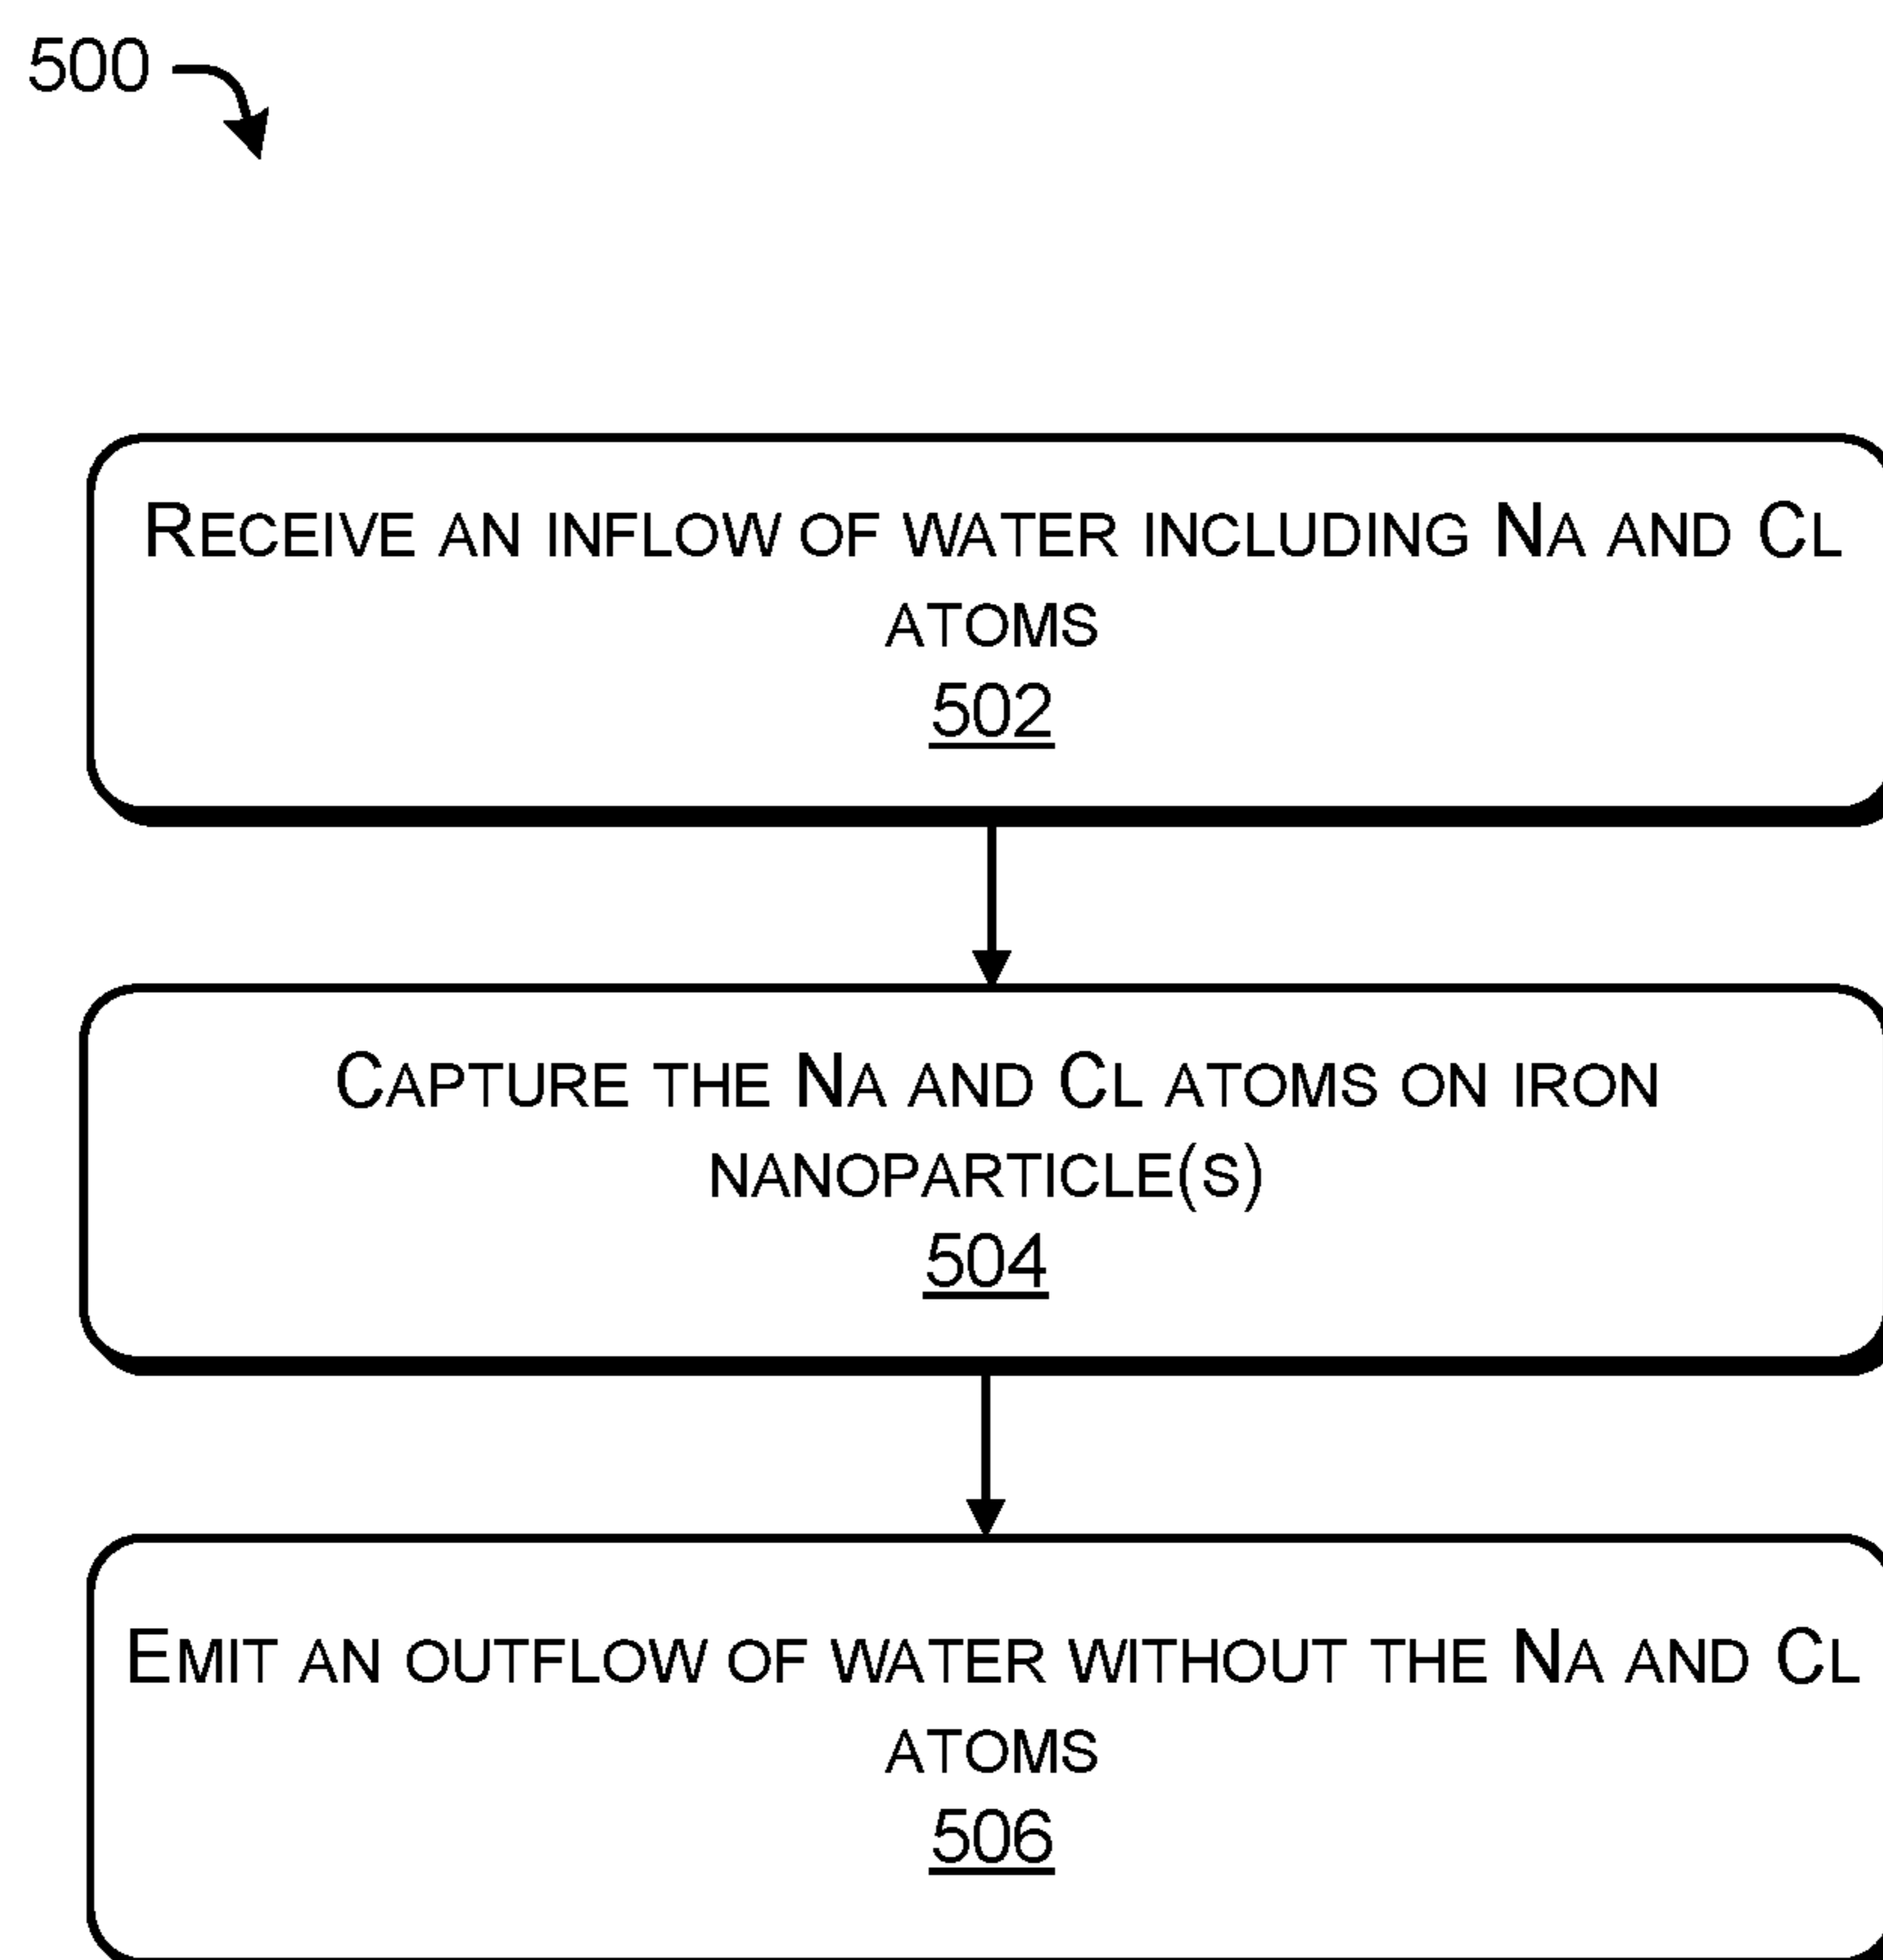 500
RECEIVE AN INFLOW OF WATER INCLUDING NA AND CL
ATOMS
502
CAPTURE THE NA AND CL ATOMS ON IRON
NANOPARTICLE(S)
504
EMIT AN OUTFLOW OF WATER WITHOUT THE NA AND CL
ATOMS
506